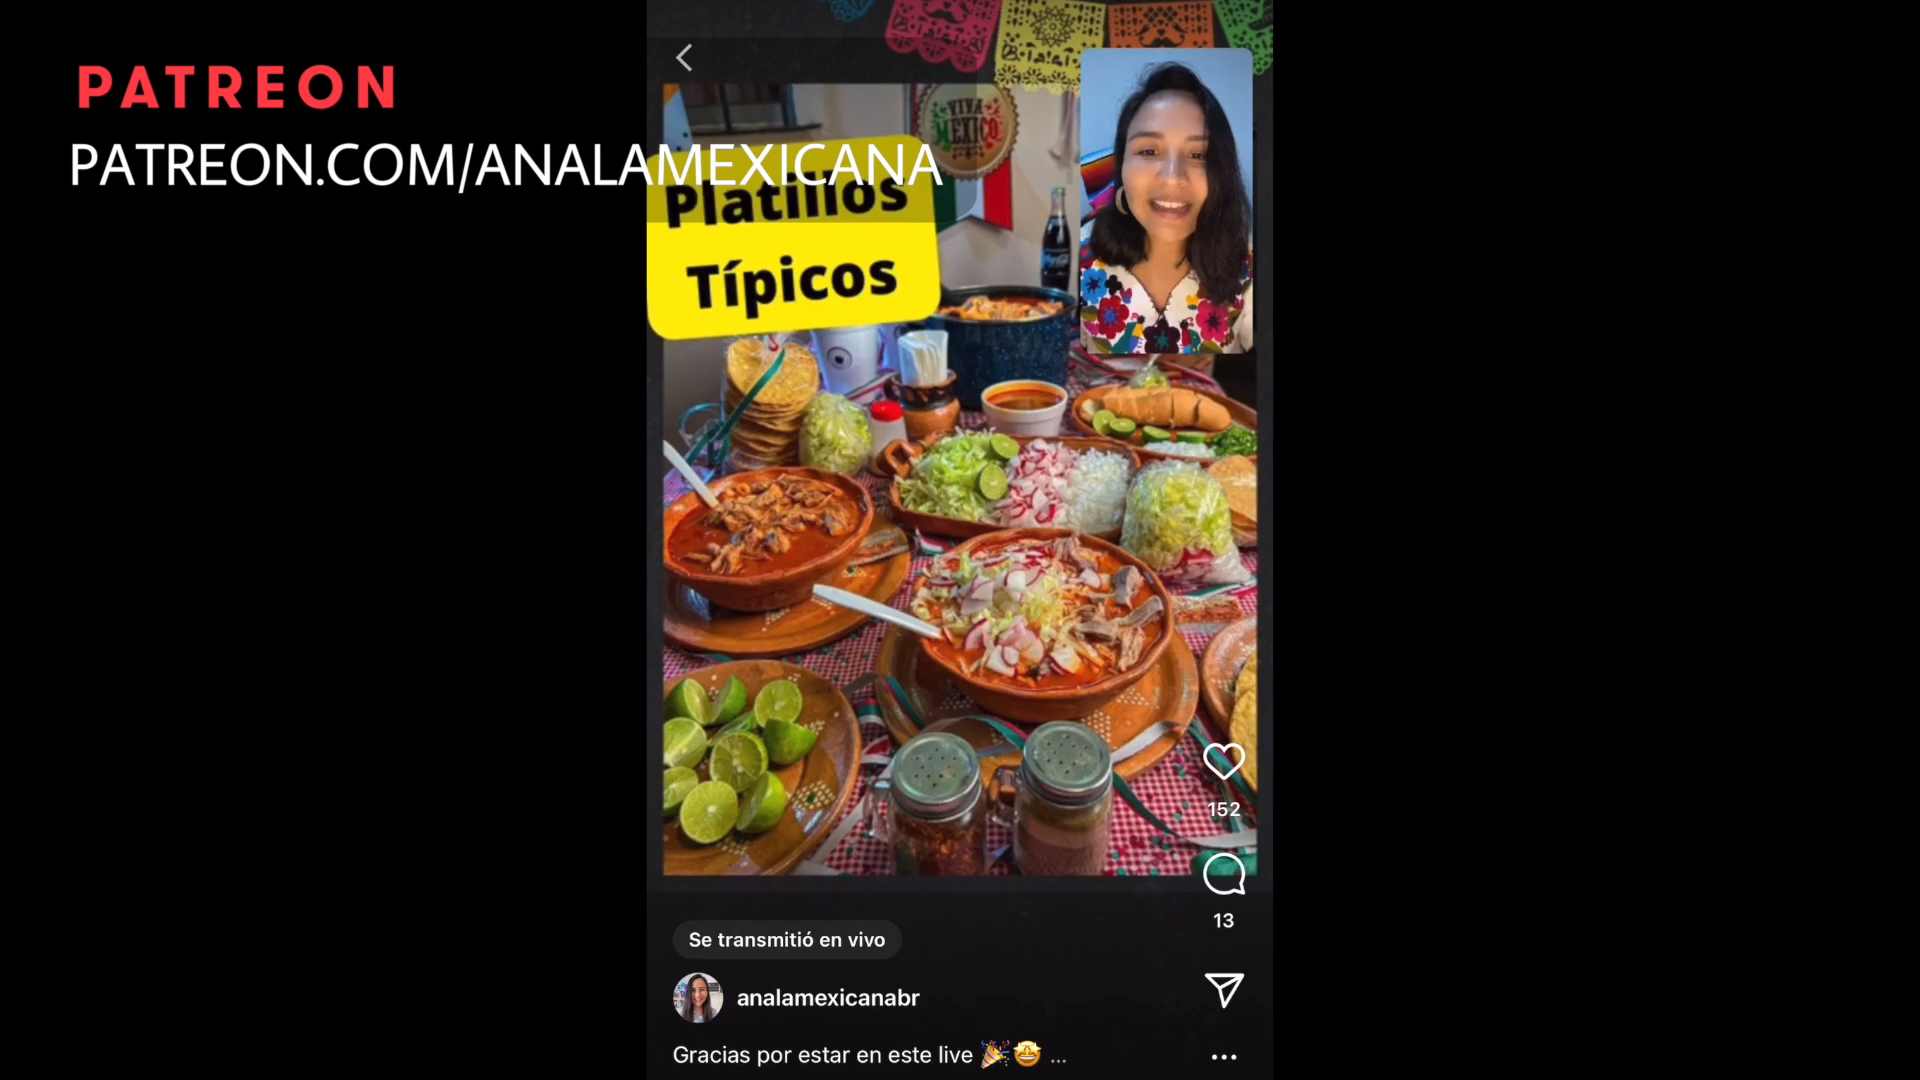 PATREON
PATREON.COM/ANALAMEXICANA
VIVA
MEXICO
Platillos
Típicos
152
13
Se transmitió en vivo
analamexicanabr
Gracias por estar en este live 🎉🤩 ...